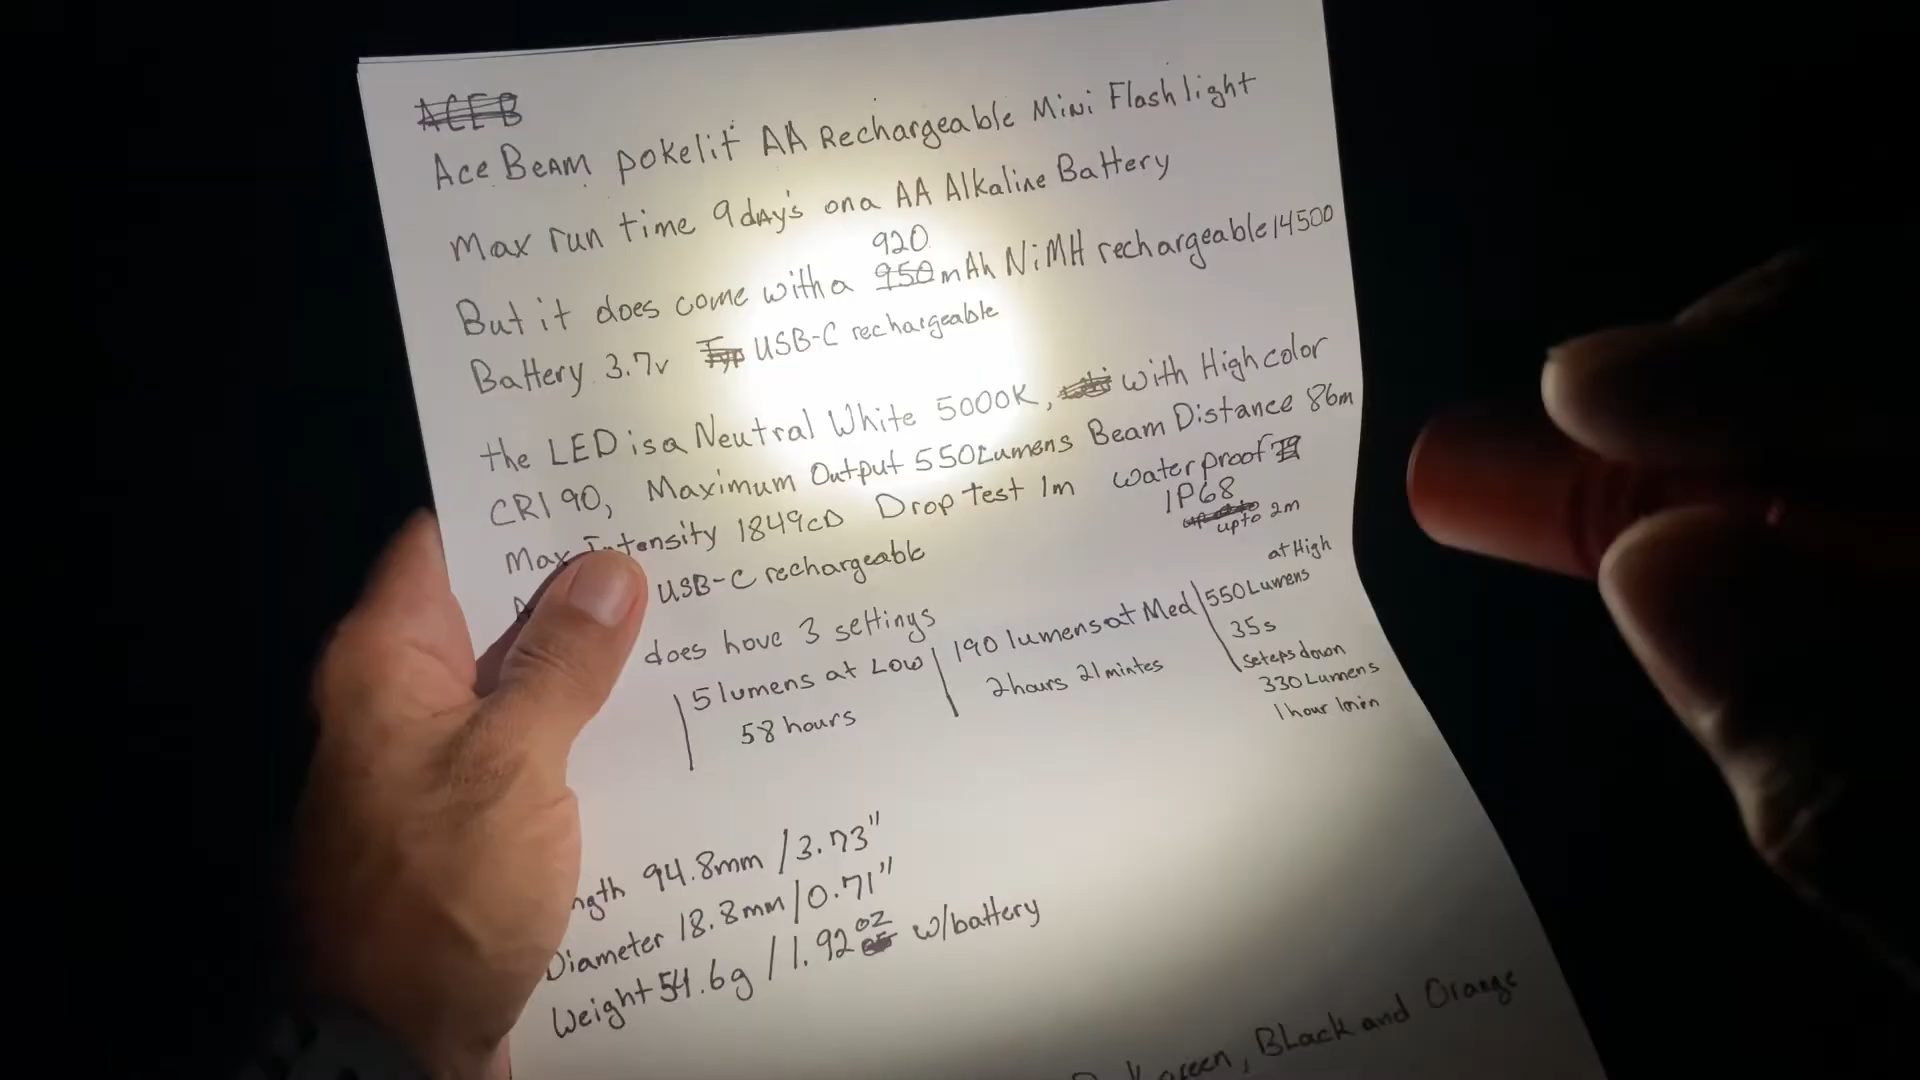 ACEB
Ace Beam pokelit AA Rechargeable Mini Flashlight
Max run time 9 day's on a AA Alkaline Battery
920
But it does come with a 950mAh NiMH rechargeable 14500
Battery 3.7v Typ USB-C rechargeable
the LED is a Neutral White 5000K, with High color
CRI 90, Maximum Output 550Lumens Beam Distance 86m
Max Intensity 1849cD Drop test 1m waterproof
IP68
upto 2m
USB-C rechargeable
at High
does have 3 settings
5 lumens at Low | 190 lumens at Med | 550 Lumens
58 hours 2 hours 21 mintes 35s
seteps down
330 Lumens
1 hour 1min
ngth 94.8mm / 3.73"
Diameter 18.8mm / 0.71"
Weight 54.6g / 1.92 oz w/battery
green, Black and Orange